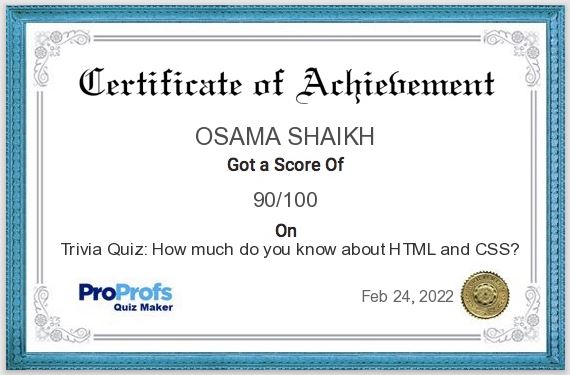 Certificate of Achievement
OSAMA SHAIKH
Got a Score Of
90/100
On
Trivia Quiz: How much do you know about HTML and CSS?
ProProfs
Quiz Maker
Feb 24, 2022